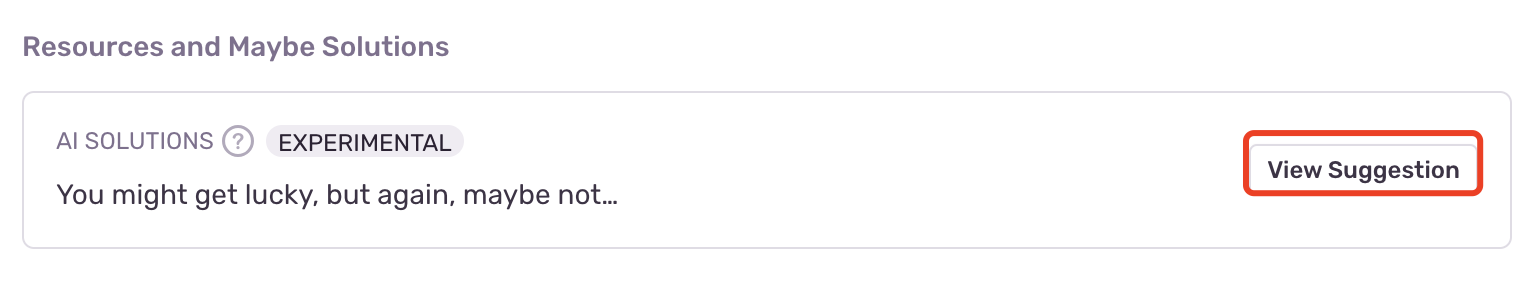 Resources and Maybe Solutions
AI SOLUTIONS ? EXPERIMENTAL
You might get lucky, but again, maybe not…
View Suggestion